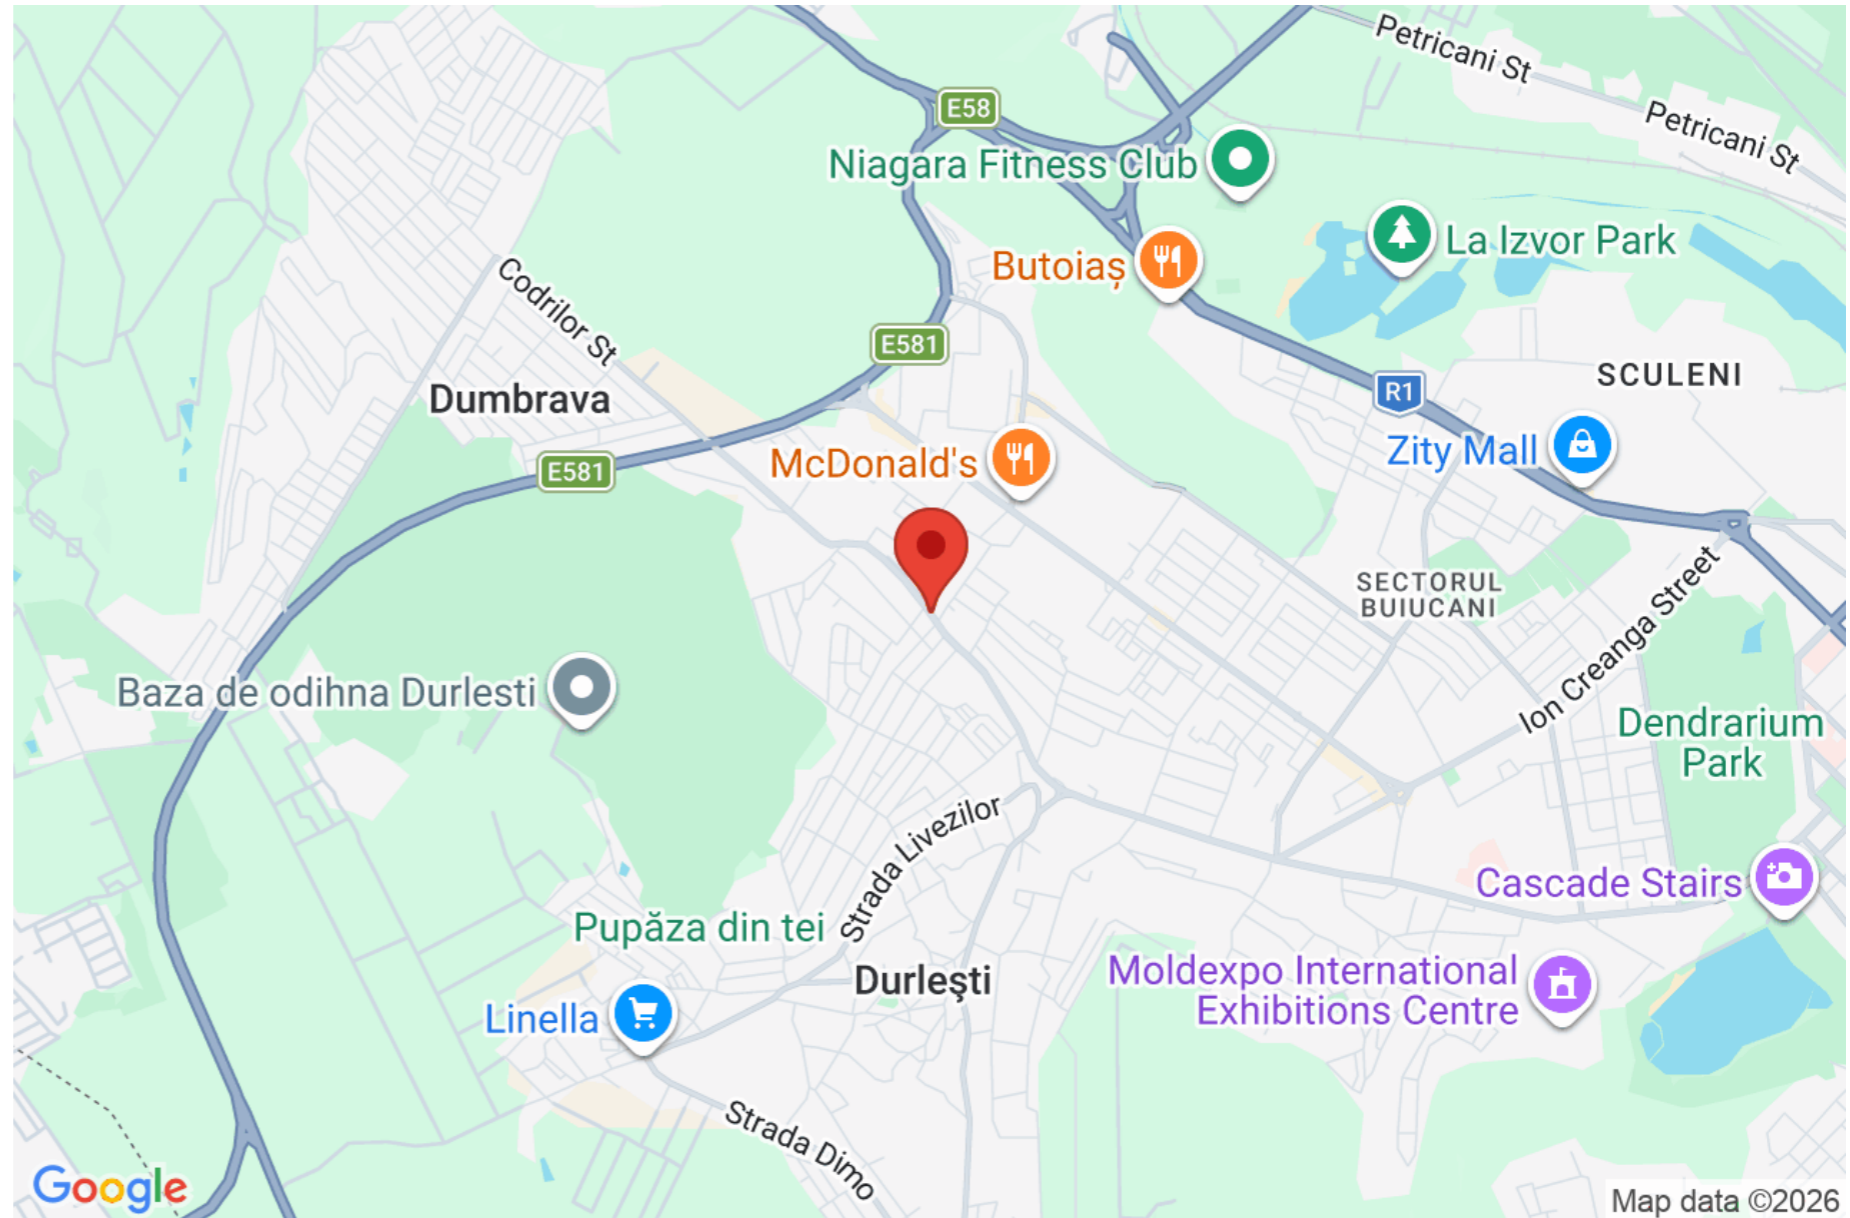 Petricani St
E58
Petricani St
Niagara Fitness Club
La Izvor Park
Butoiaș
Codrilor St
E581
SCULENI
R1
Dumbrava
Zity Mall
McDonald's
E581
SECTORUL
BUIUCANI
Ion Creanga Street
Baza de odihna Durlesti
Dendrarium
Park
Strada Livezilor
Cascade Stairs
Pupăza din tei
Durleşti
Moldexpo International
Exhibitions Centre
Linella
Strada Dimo
Google
Map data ©2026